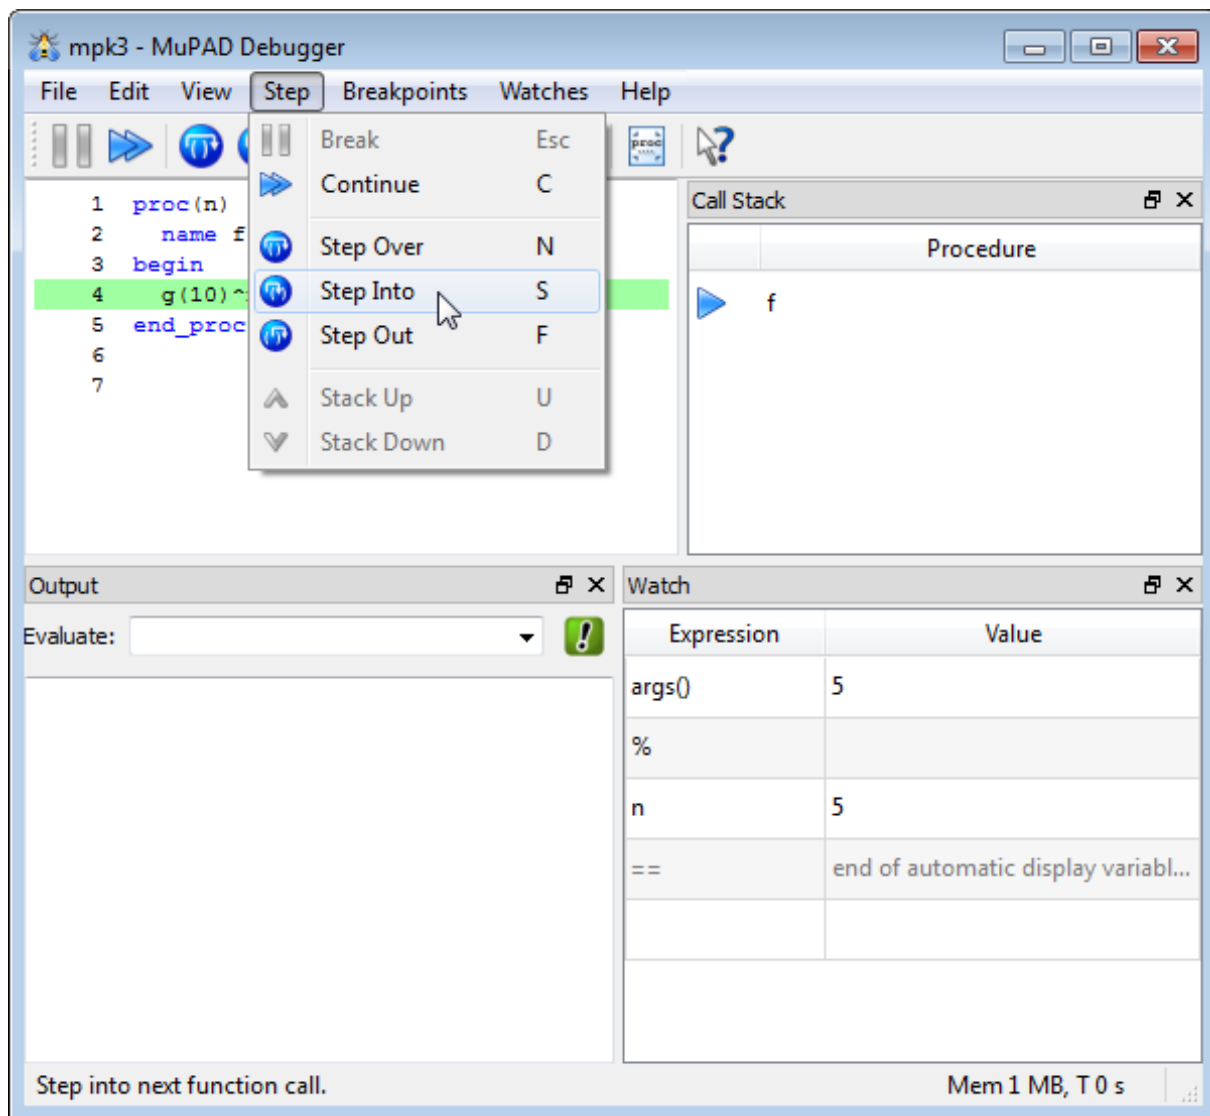 mpk3 - MuPAD Debugger
File Edit View Step Breakpoints Watches Help
Break Esc
Continue C
Step Over N
Step Into S
Step Out F
Stack Up U
Stack Down D
proc
1 proc(n)
2 name f
3 begin
4 g(10)^
5 end_proc
6
7
Call Stack
Procedure
f
Output
Evaluate:
Watch
Expression Value
args() 5
%
n 5
== end of automatic display variabl...
Step into next function call.
Mem 1 MB, T 0 s